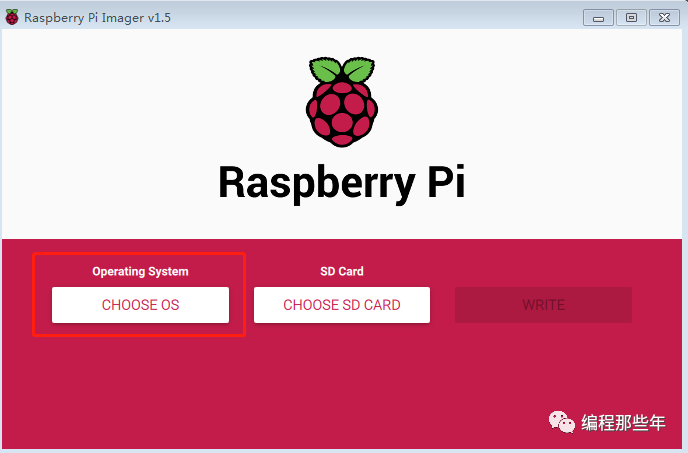 Raspberry Pi Imager v1.5
Raspberry Pi
Operating System
SD Card
CHOOSE OS
CHOOSE SD CARD
WRITE
编程那些年